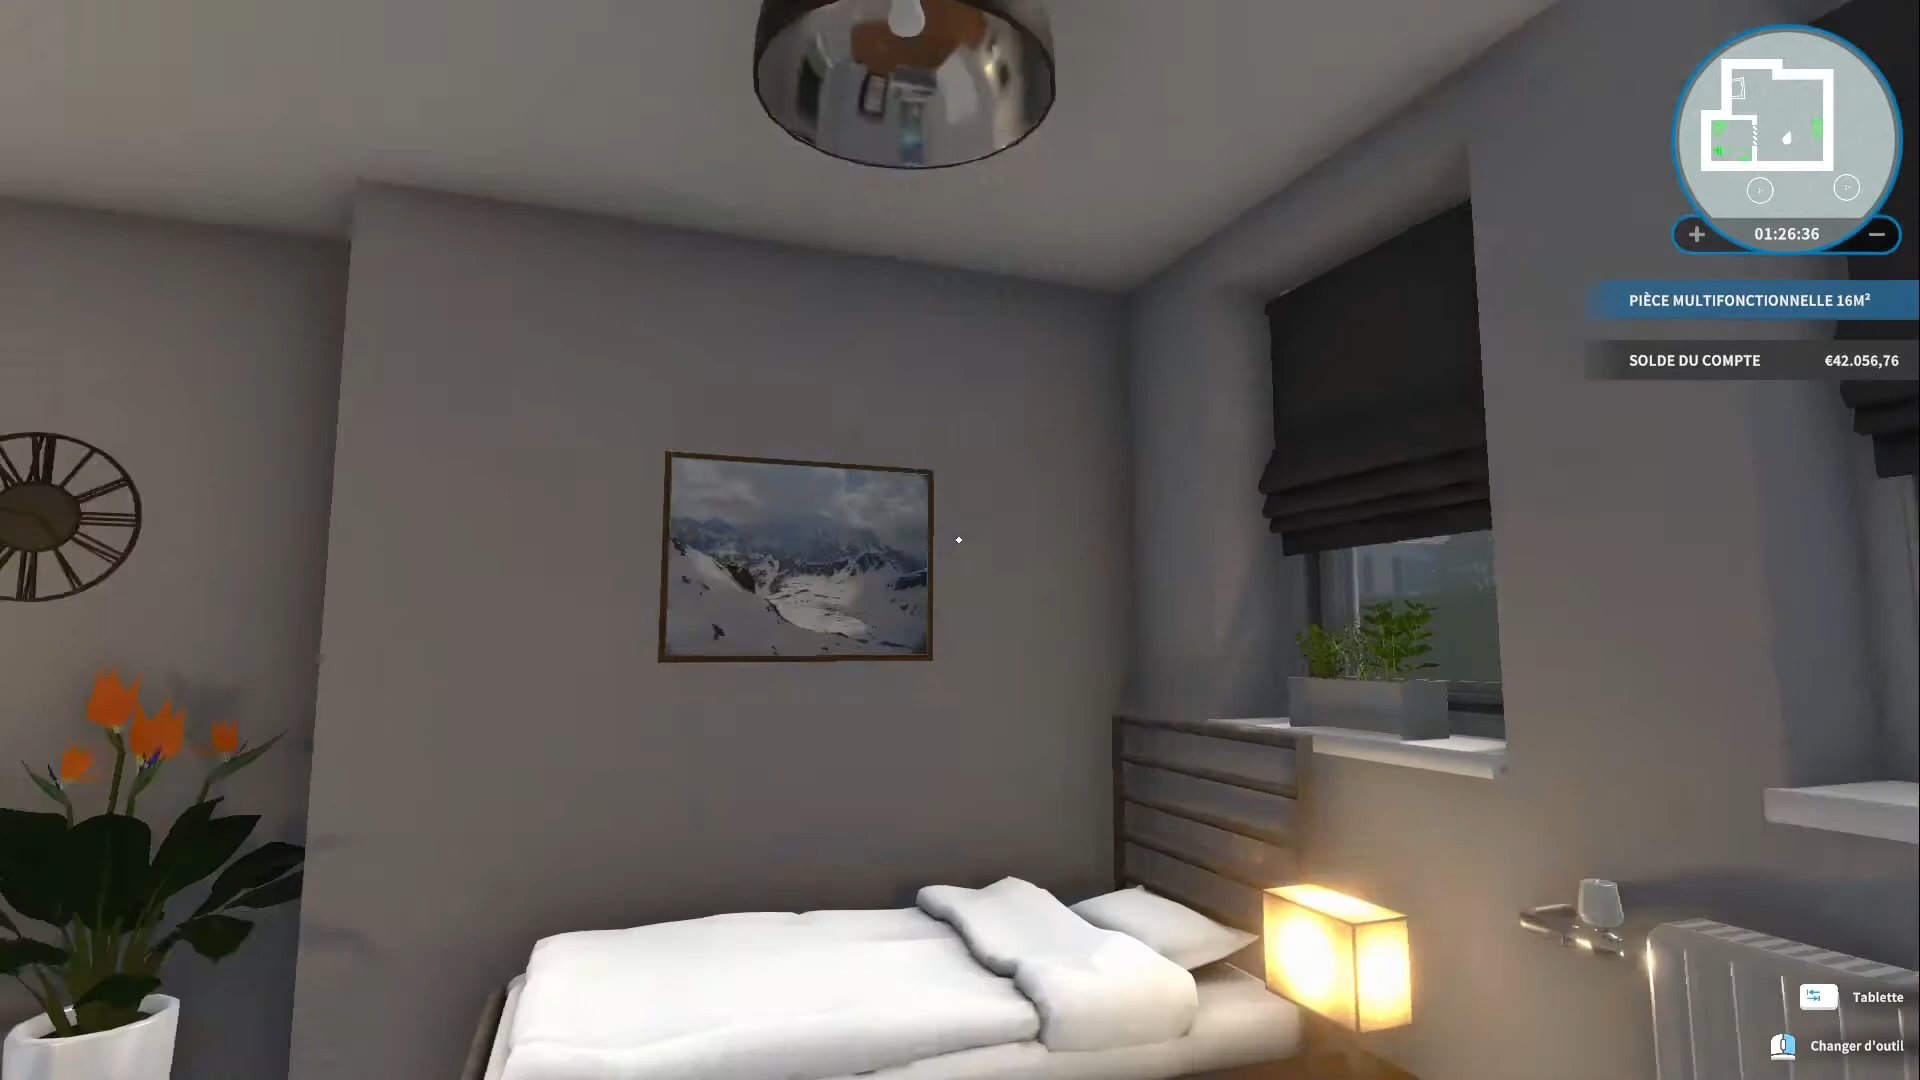 01:26:36
PIÈCE MULTIFONCTIONNELLE 16M²
SOLDE DU COMPTE €42.056,76
Tablette
Changer d'outil